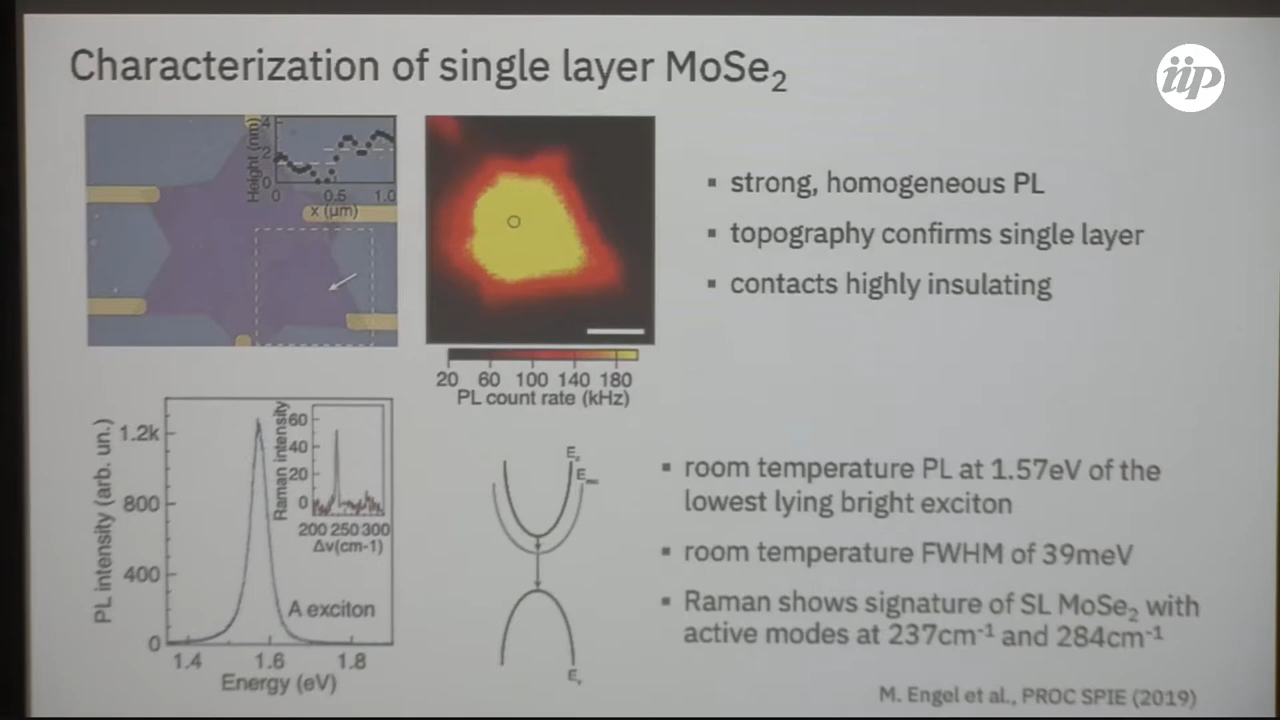 Characterization of single layer MoSe₂
iip
Height (nm)
4
2
0
0 0.5 1.0
x (μm)
20 60 100 140 180
PL count rate (kHz)
▪ strong, homogeneous PL
▪ topography confirms single layer
▪ contacts highly insulating
PL intensity (arb. un.)
1.2k
800
400
0
1.4 1.6 1.8
Energy (eV)
Raman intensity
60
40
20
0
200 250 300
Δν(cm-1)
A exciton
Eᵥ
▪ room temperature PL at 1.57eV of the
lowest lying bright exciton
▪ room temperature FWHM of 39meV
▪ Raman shows signature of SL MoSe₂ with
active modes at 237cm⁻¹ and 284cm⁻¹
M. Engel et al., PROC SPIE (2019)